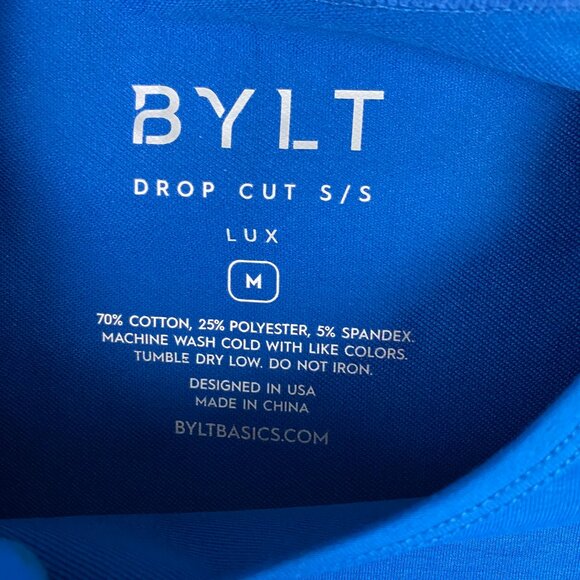 BYLT
DROP CUT S/S
LUX
M
70% COTTON, 25% POLYESTER, 5% SPANDEX.
MACHINE WASH COLD WITH LIKE COLORS.
TUMBLE DRY LOW. DO NOT IRON.
DESIGNED IN USA
MADE IN CHINA
BYLTBASICS.COM